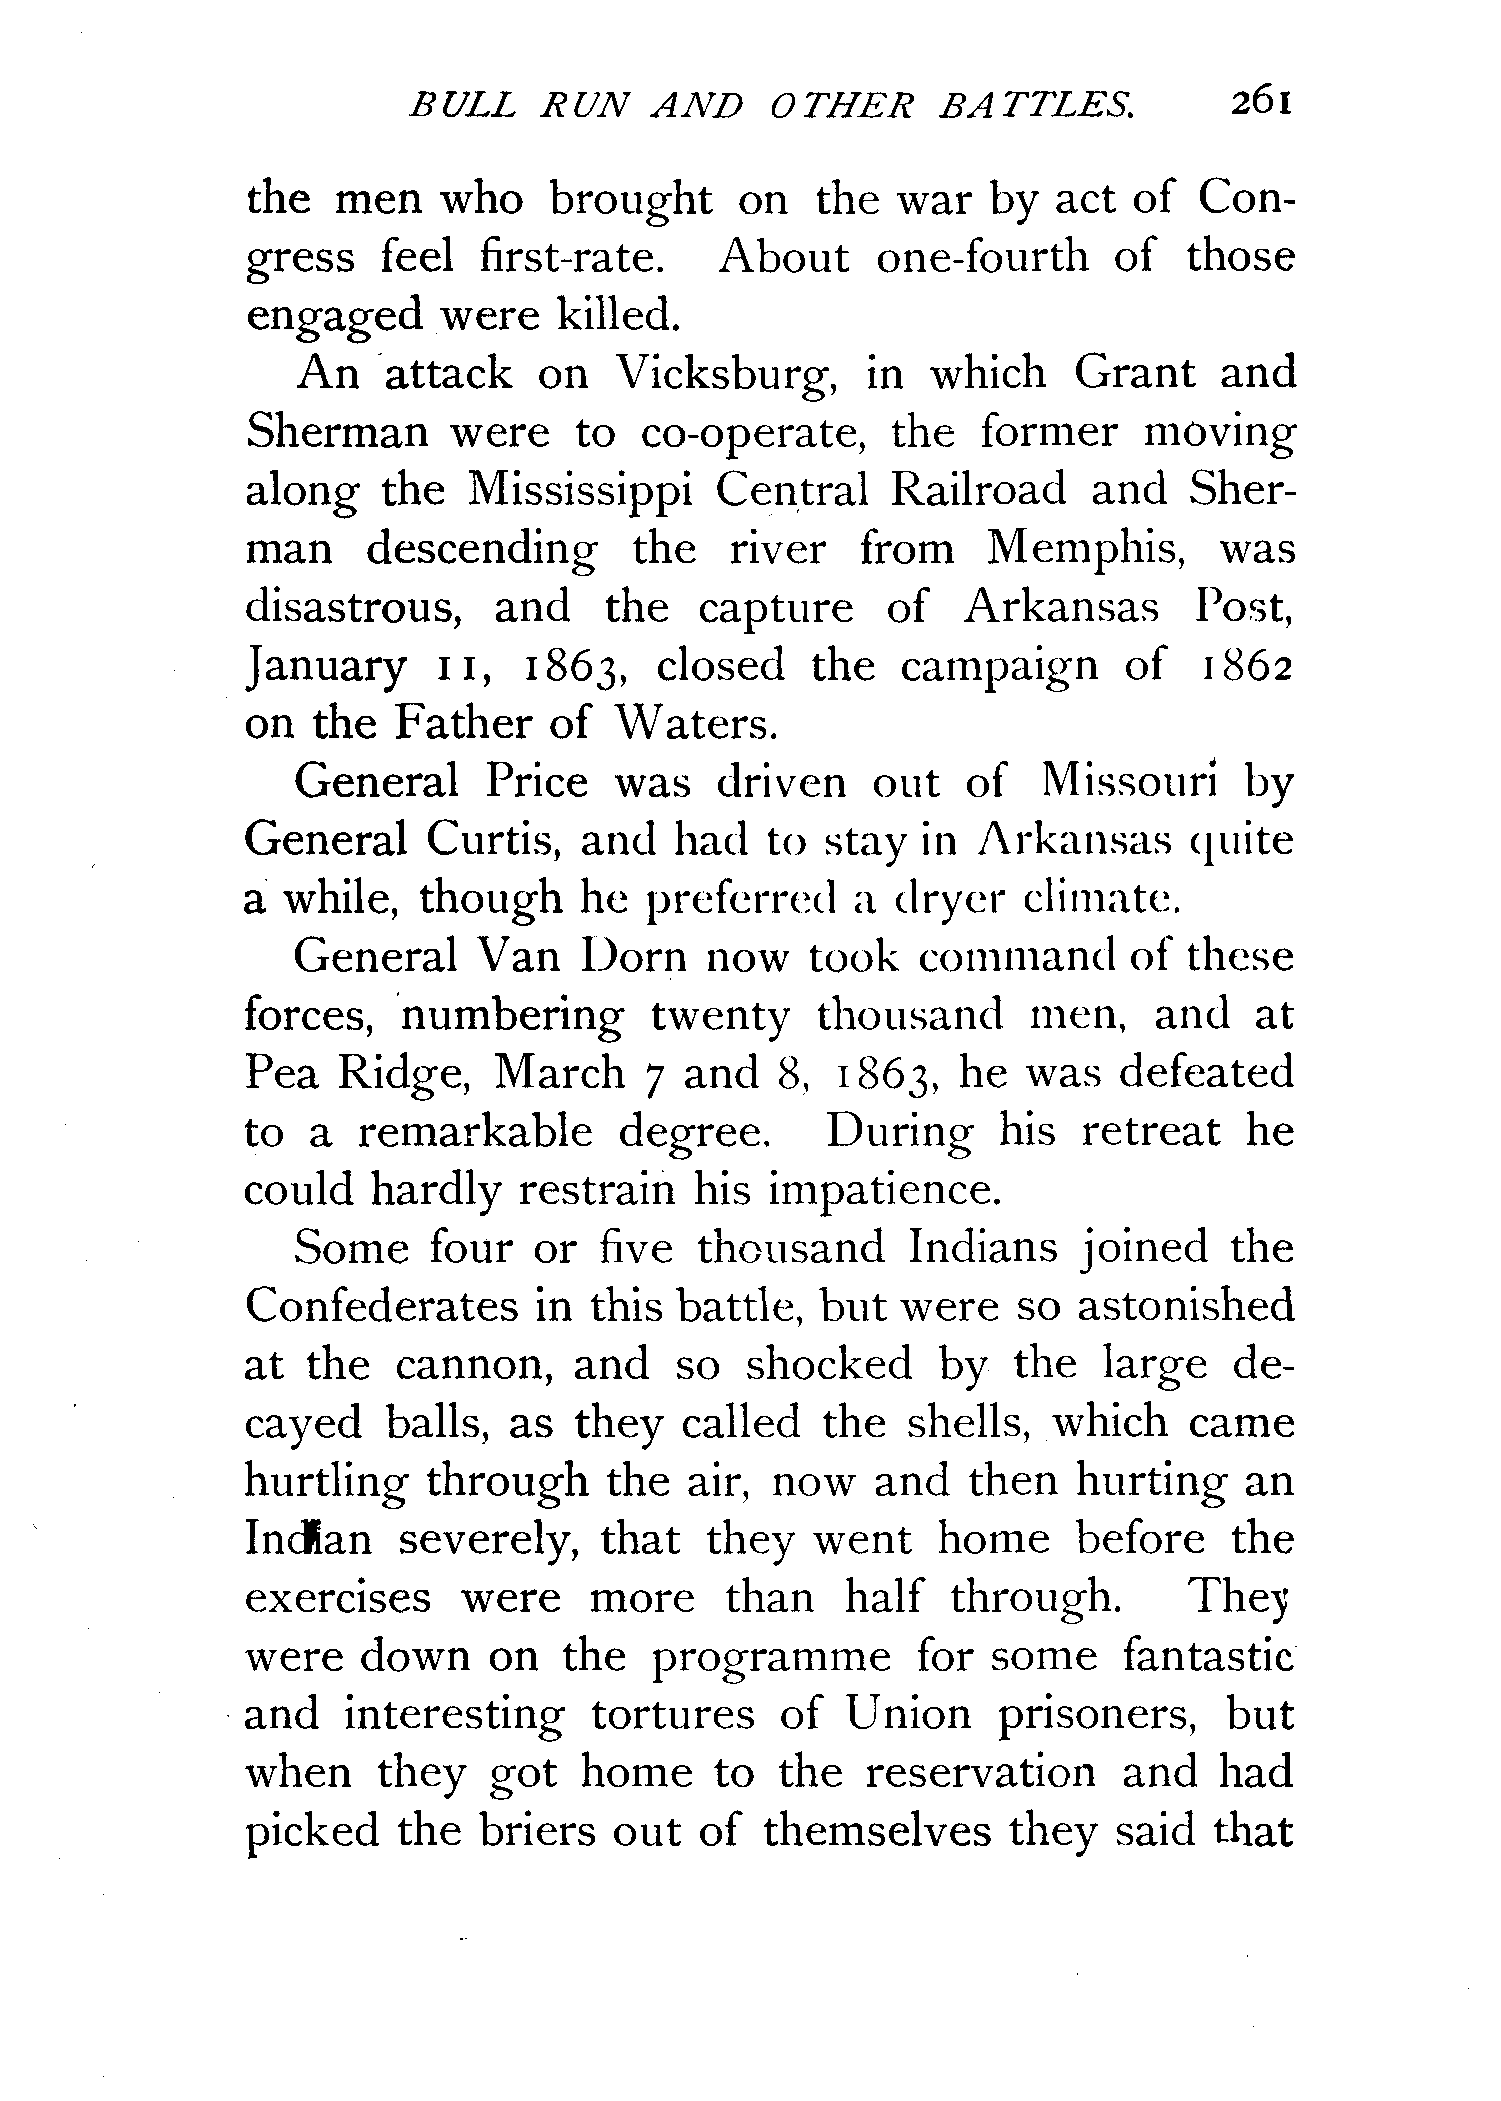 BULL RUN AND OTHER BATTLES. 261
the men who brought on the war by act of Con-
gress feel first-rate. About one-fourth of those
engaged were killed.
An attack on Vicksburg, in which Grant and
Sherman were to co-operate, the former moving
along the Mississippi Central Railroad and Sher-
man descending the river from Memphis, was
disastrous, and the capture of Arkansas Post,
January 11, 1863, closed the campaign of 1862
on the Father of Waters.
General Price was driven out of Missouri by
General Curtis, and had to stay in Arkansas quite
a while, though he preferred a dryer climate.
General Van Dorn now took command of these
forces, numbering twenty thousand men, and at
Pea Ridge, March 7 and 8, 1863, he was defeated
to a remarkable degree. During his retreat he
could hardly restrain his impatience.
Some four or five thousand Indians joined the
Confederates in this battle, but were so astonished
at the cannon, and so shocked by the large de-
cayed balls, as they called the shells, which came
hurtling through the air, now and then hurting an
Indian severely, that they went home before the
exercises were more than half through. They
were down on the programme for some fantastic
and interesting tortures of Union prisoners, but
when they got home to the reservation and had
picked the briers out of themselves they said that